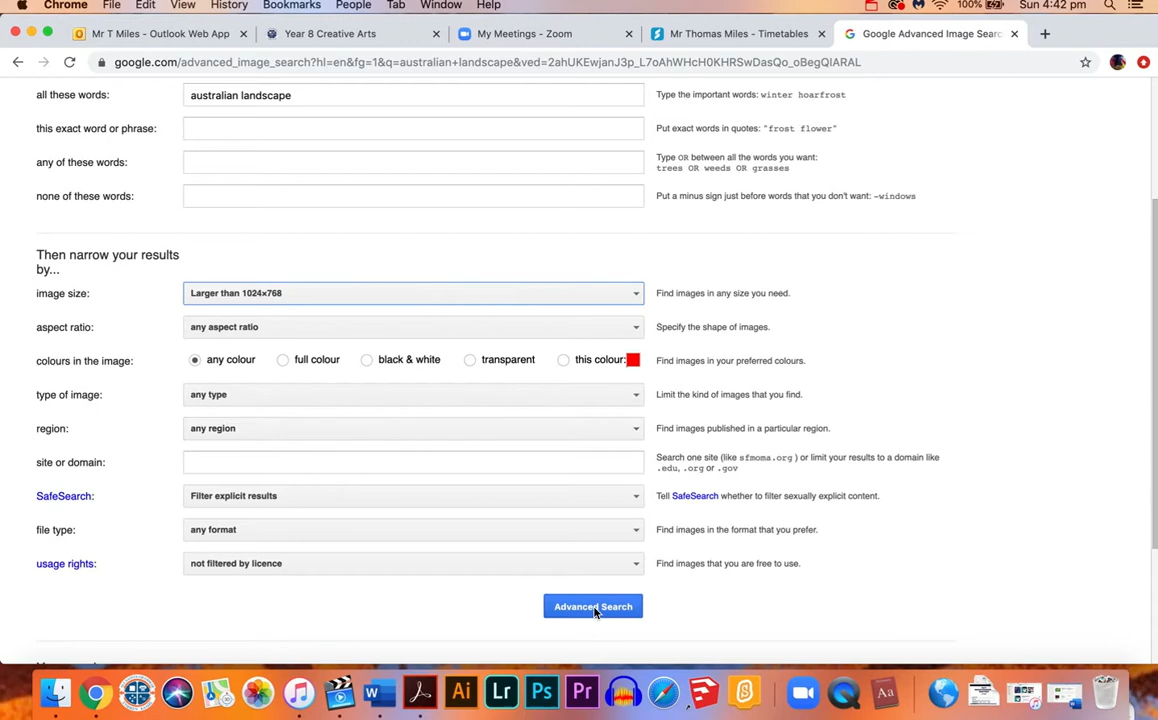 Chrome File Edit View History Bookmarks People Tab Window Help 100% Sun 4:42 pm
Mr T Miles - Outlook Web App Year 8 Creative Arts My Meetings - Zoom Mr Thomas Miles - Timetables Google Advanced Image Searc
google.com/advanced_image_search?hl=en&fg=1&q=australian+landscape&ved=2ahUKEwjanJ3p_L7oAhWHcH0KHRSwDasQo_oBegQIARAL
all these words: australian landscape Type the important words: winter hoarfrost
this exact word or phrase: Put exact words in quotes: "frost flower"
any of these words: Type OR between all the words you want:
trees OR weeds OR grasses
none of these words: Put a minus sign just before words that you don't want: -windows
Then narrow your results
by...
image size: Larger than 1024×768 Find images in any size you need.
aspect ratio: any aspect ratio Specify the shape of images.
colours in the image: any colour full colour black & white transparent this colour: Find images in your preferred colours.
type of image: any type Limit the kind of images that you find.
region: any region Find images published in a particular region.
site or domain: Search one site (like sfmoma.org ) or limit your results to a domain like
.edu, .org or .gov
SafeSearch: Filter explicit results Tell SafeSearch whether to filter sexually explicit content.
file type: any format Find images in the format that you prefer.
usage rights: not filtered by licence Find images that you are free to use.
Advanced Search
W Ai Lr Ps Pr Aa